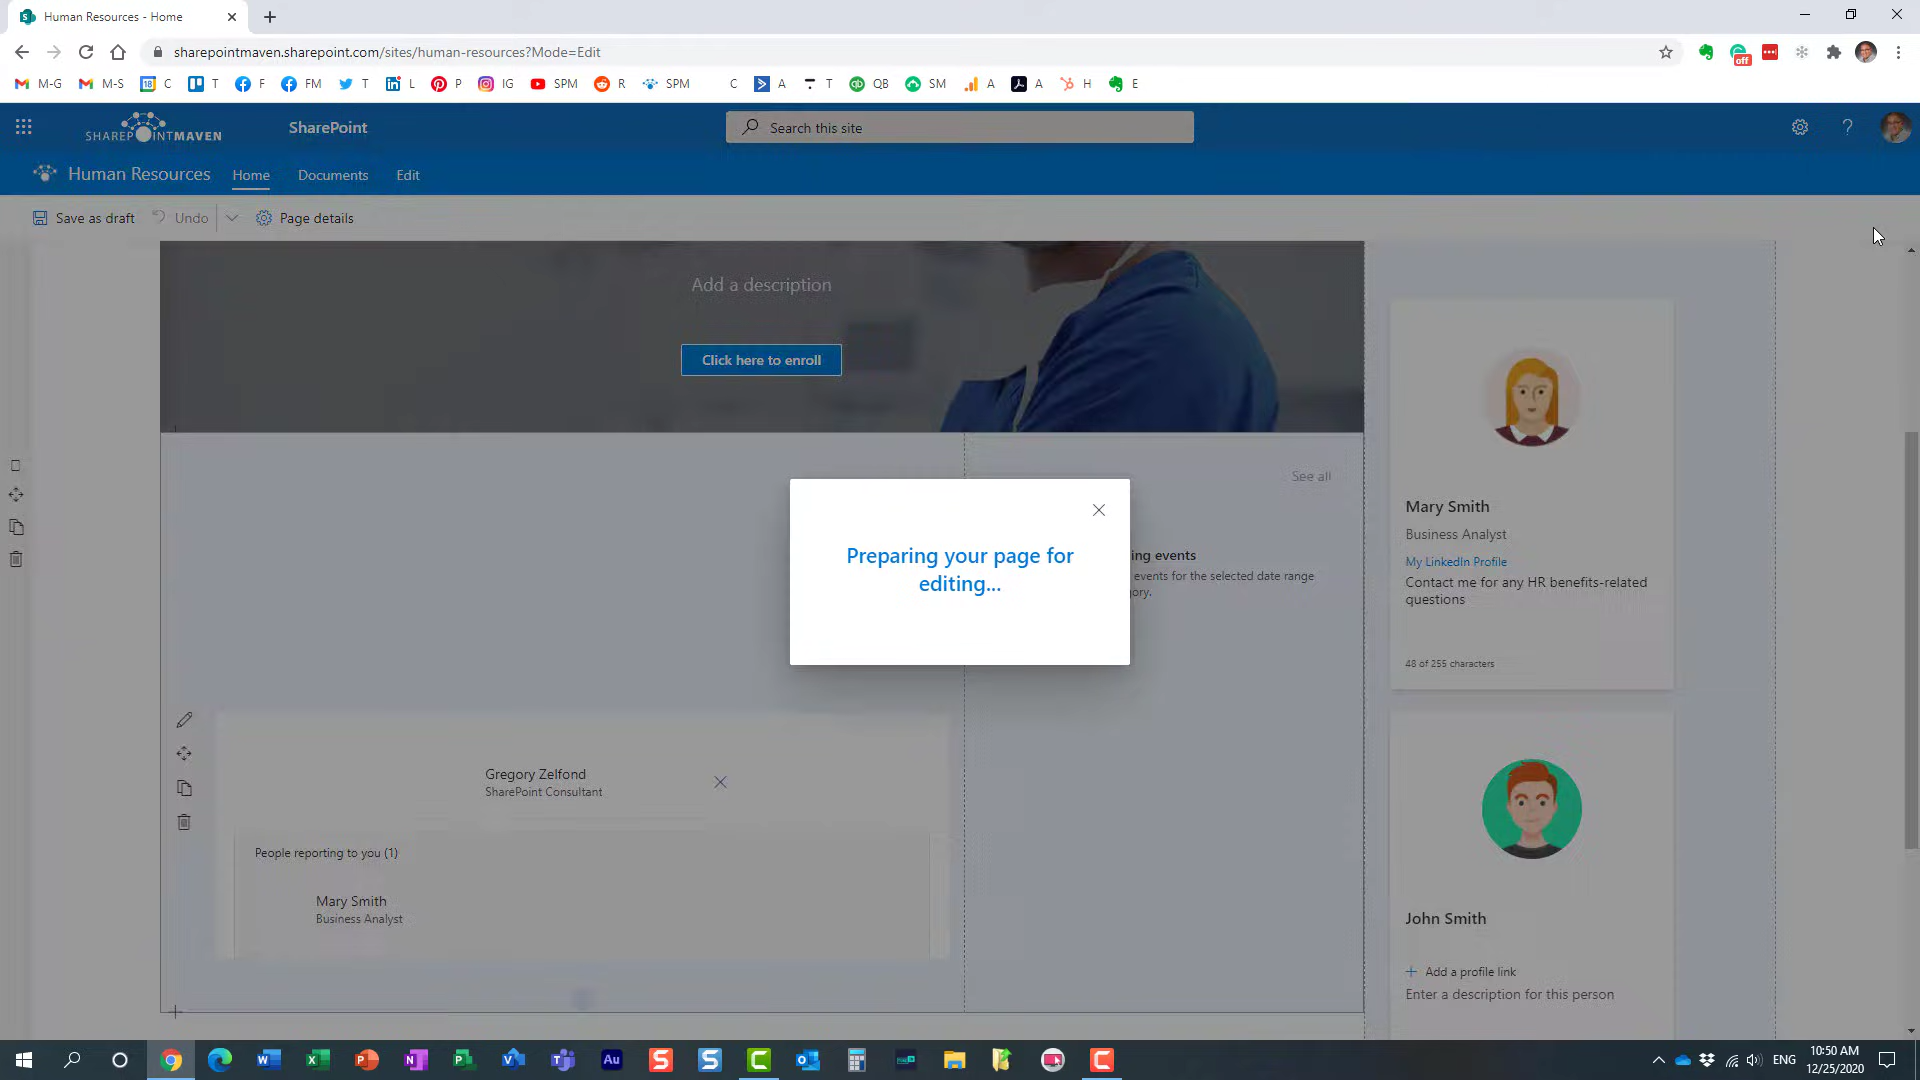 Human Resources - Home
sharepointmaven.sharepoint.com/sites/human-resources?Mode=Edit
M-G M-S 18 C T F FM T L P IG SPM R SPM C A T QB SM A A H E
off
SHAREPOINTMAVEN
SharePoint
Search this site
Human Resources Home Documents Edit
Save as draft Undo Page details
Add a description
Click here to enroll
See all
Preparing your page for
editing...
ing events
events for the selected date range
ory.
Mary Smith
Business Analyst
My LinkedIn Profile
Contact me for any HR benefits-related
questions
48 of 255 characters
Gregory Zelfond
SharePoint Consultant
People reporting to you (1)
Mary Smith
Business Analyst
John Smith
Add a profile link
Enter a description for this person
ENG
10:50 AM
12/25/2020